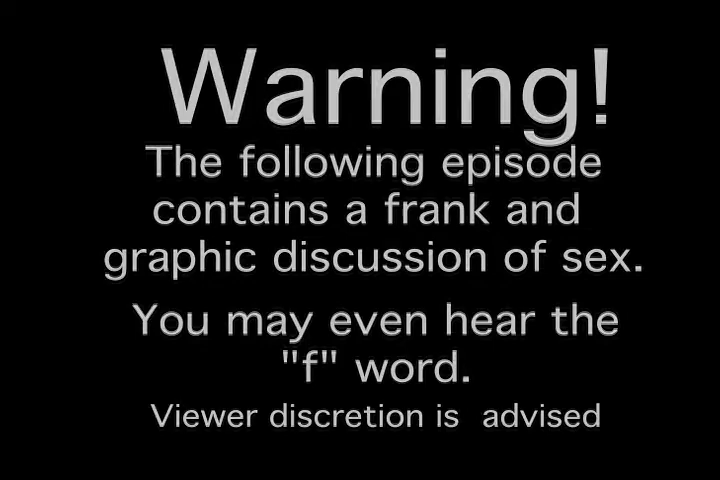 Warning!
The following episode
contains a frank and
graphic discussion of sex.
You may even hear the
"f" word.
Viewer discretion is  advised